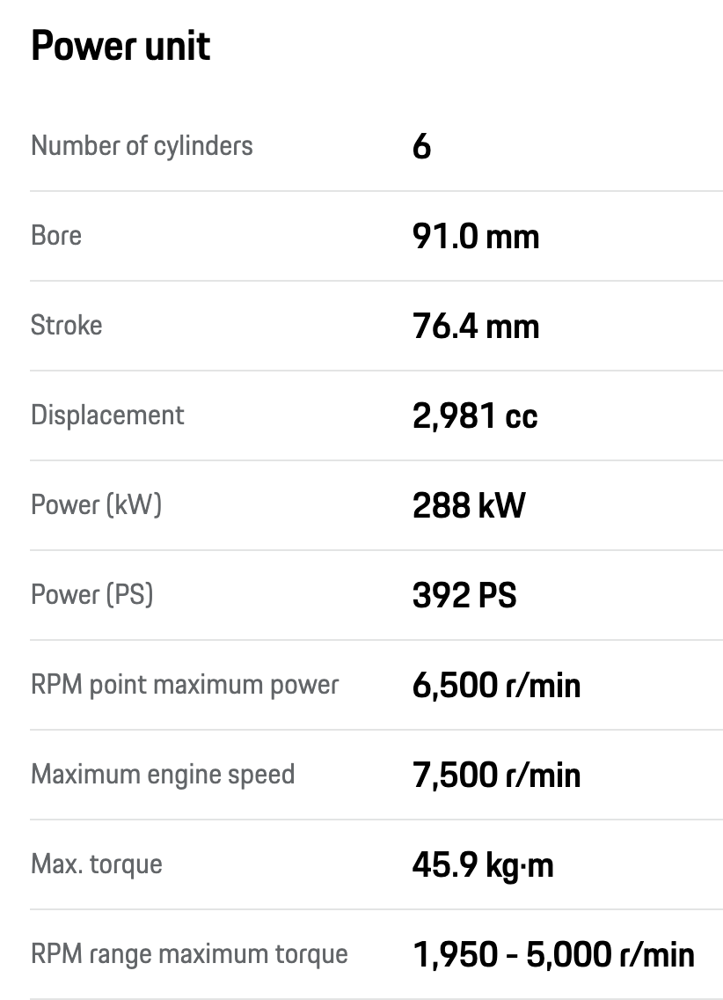 Power unit
Number of cylinders 6
Bore 91.0 mm
Stroke 76.4 mm
Displacement 2,981 cc
Power (kW) 288 kW
Power (PS) 392 PS
RPM point maximum power 6,500 r/min
Maximum engine speed 7,500 r/min
Max. torque 45.9 kg·m
RPM range maximum torque 1,950 - 5,000 r/min